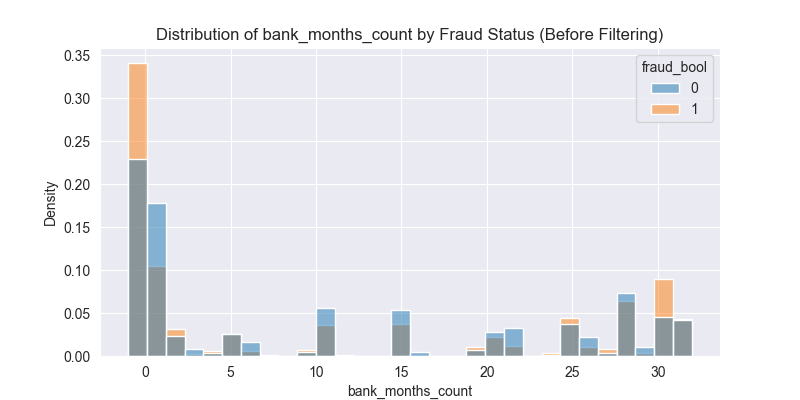 Distribution of bank_months_count by Fraud Status (Before Filtering)
fraud_bool
0
1
Density
0.35
0.30
0.25
0.20
0.15
0.10
0.05
0.00
0 5 10 15 20 25 30
bank_months_count